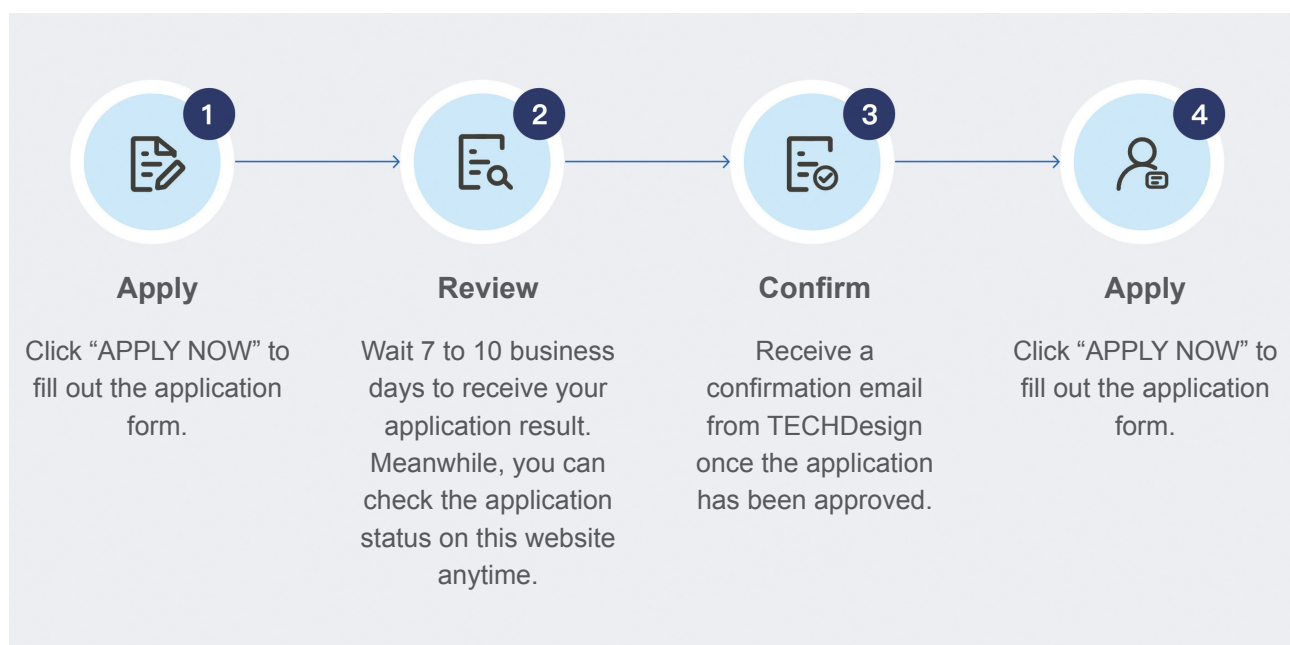 1
2
3
4
Apply
Click “APPLY NOW” to
fill out the application
form.
Review
Wait 7 to 10 business
days to receive your
application result.
Meanwhile, you can
check the application
status on this website
anytime.
Confirm
Receive a
confirmation email
from TECHDesign
once the application
has been approved.
Apply
Click “APPLY NOW” to
fill out the application
form.